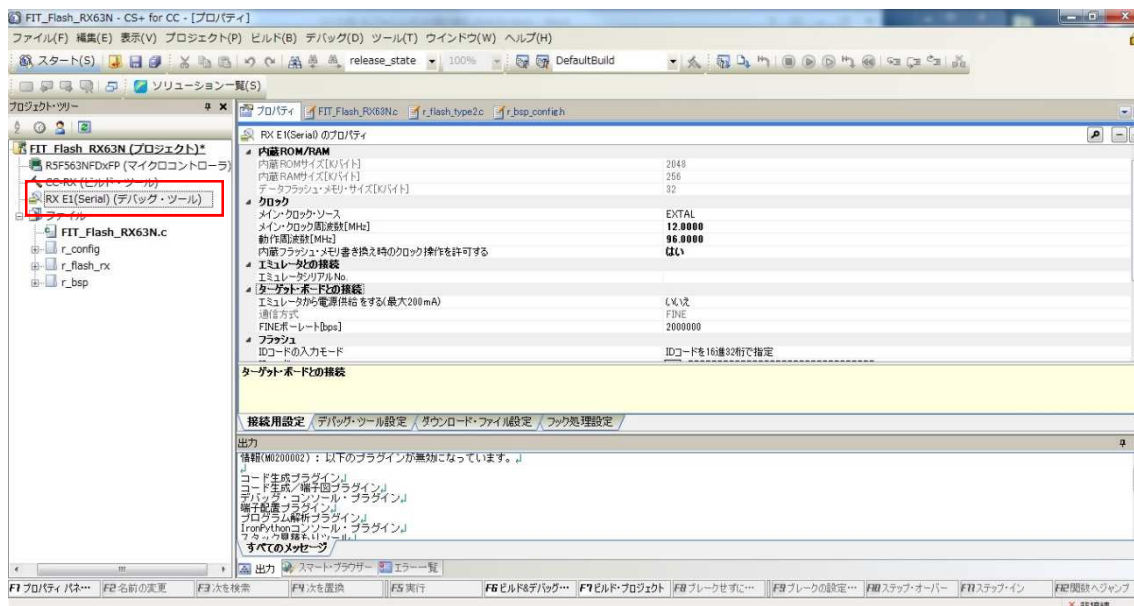 FIT_Flash_RX63N - CS+ for CC - [プロパティ]
ファイル(F) 編集(E) 表示(V) プロジェクト(P) ビルド(B) デバッグ(D) ツール(T) ウインドウ(W) ヘルプ(H)
スタート(S) release_state 100% DefaultBuild
ソリューション一覧(S)
プロジェクト・ツリー
FIT_Flash_RX63N (プロジェクト)*
R5F563NFDxFP (マイクロコントローラ)
CC-RX (ビルド・ツール)
RX E1(Serial) (デバッグ・ツール)
ファイル
FIT_Flash_RX63N.c
r_config
r_flash_rx
r_bsp
プロパティ FIT_Flash_RX63N.c r_flash_type2.c r_bsp_config.h
RX E1(Serial) のプロパティ
内蔵ROM/RAM
内蔵ROMサイズ[Kバイト] 2048
内蔵RAMサイズ[Kバイト] 256
データフラッシュ・メモリ・サイズ[Kバイト] 32
クロック
メイン・クロック・ソース EXTAL
メイン・クロック周波数[MHz] 12.0000
動作周波数[MHz] 96.0000
内蔵フラッシュ・メモリ書き換え時のクロック操作を許可する はい
エミュレータとの接続
エミュレータシリアルNo.
ターゲット・ボードとの接続
エミュレータから電源供給をする(最大200mA) いいえ
通信方式 FINE
FINEボーレート[bps] 2000000
フラッシュ
IDコードの入力モード IDコードを16進32桁で指定
ターゲット・ボードとの接続
接続用設定 デバッグ・ツール設定 ダウンロード・ファイル設定 フック処理設定
出力
情報(M0200002) : 以下のプラグインが無効になっています。
コード生成プラグイン
コード生成/端子図プラグイン
デバッグ・コンソール・プラグイン
端子配置プラグイン
プログラム解析プラグイン
IronPythonコンソール・プラグイン
スタック見積もりツール
すべてのメッセージ
出力 スマート・ブラウザー エラー一覧
F1 プロパティ パネ… F2 名前の変更 F3 次を検索 F4 次を置換 F5 実行 F6 ビルド&デバッグ… F7 ビルド・プロジェクト F8 ブレークせずに… F9 ブレークの設定… F10 ステップ・オーバー F11 ステップ・イン F12 関数へジャンプ
非接続